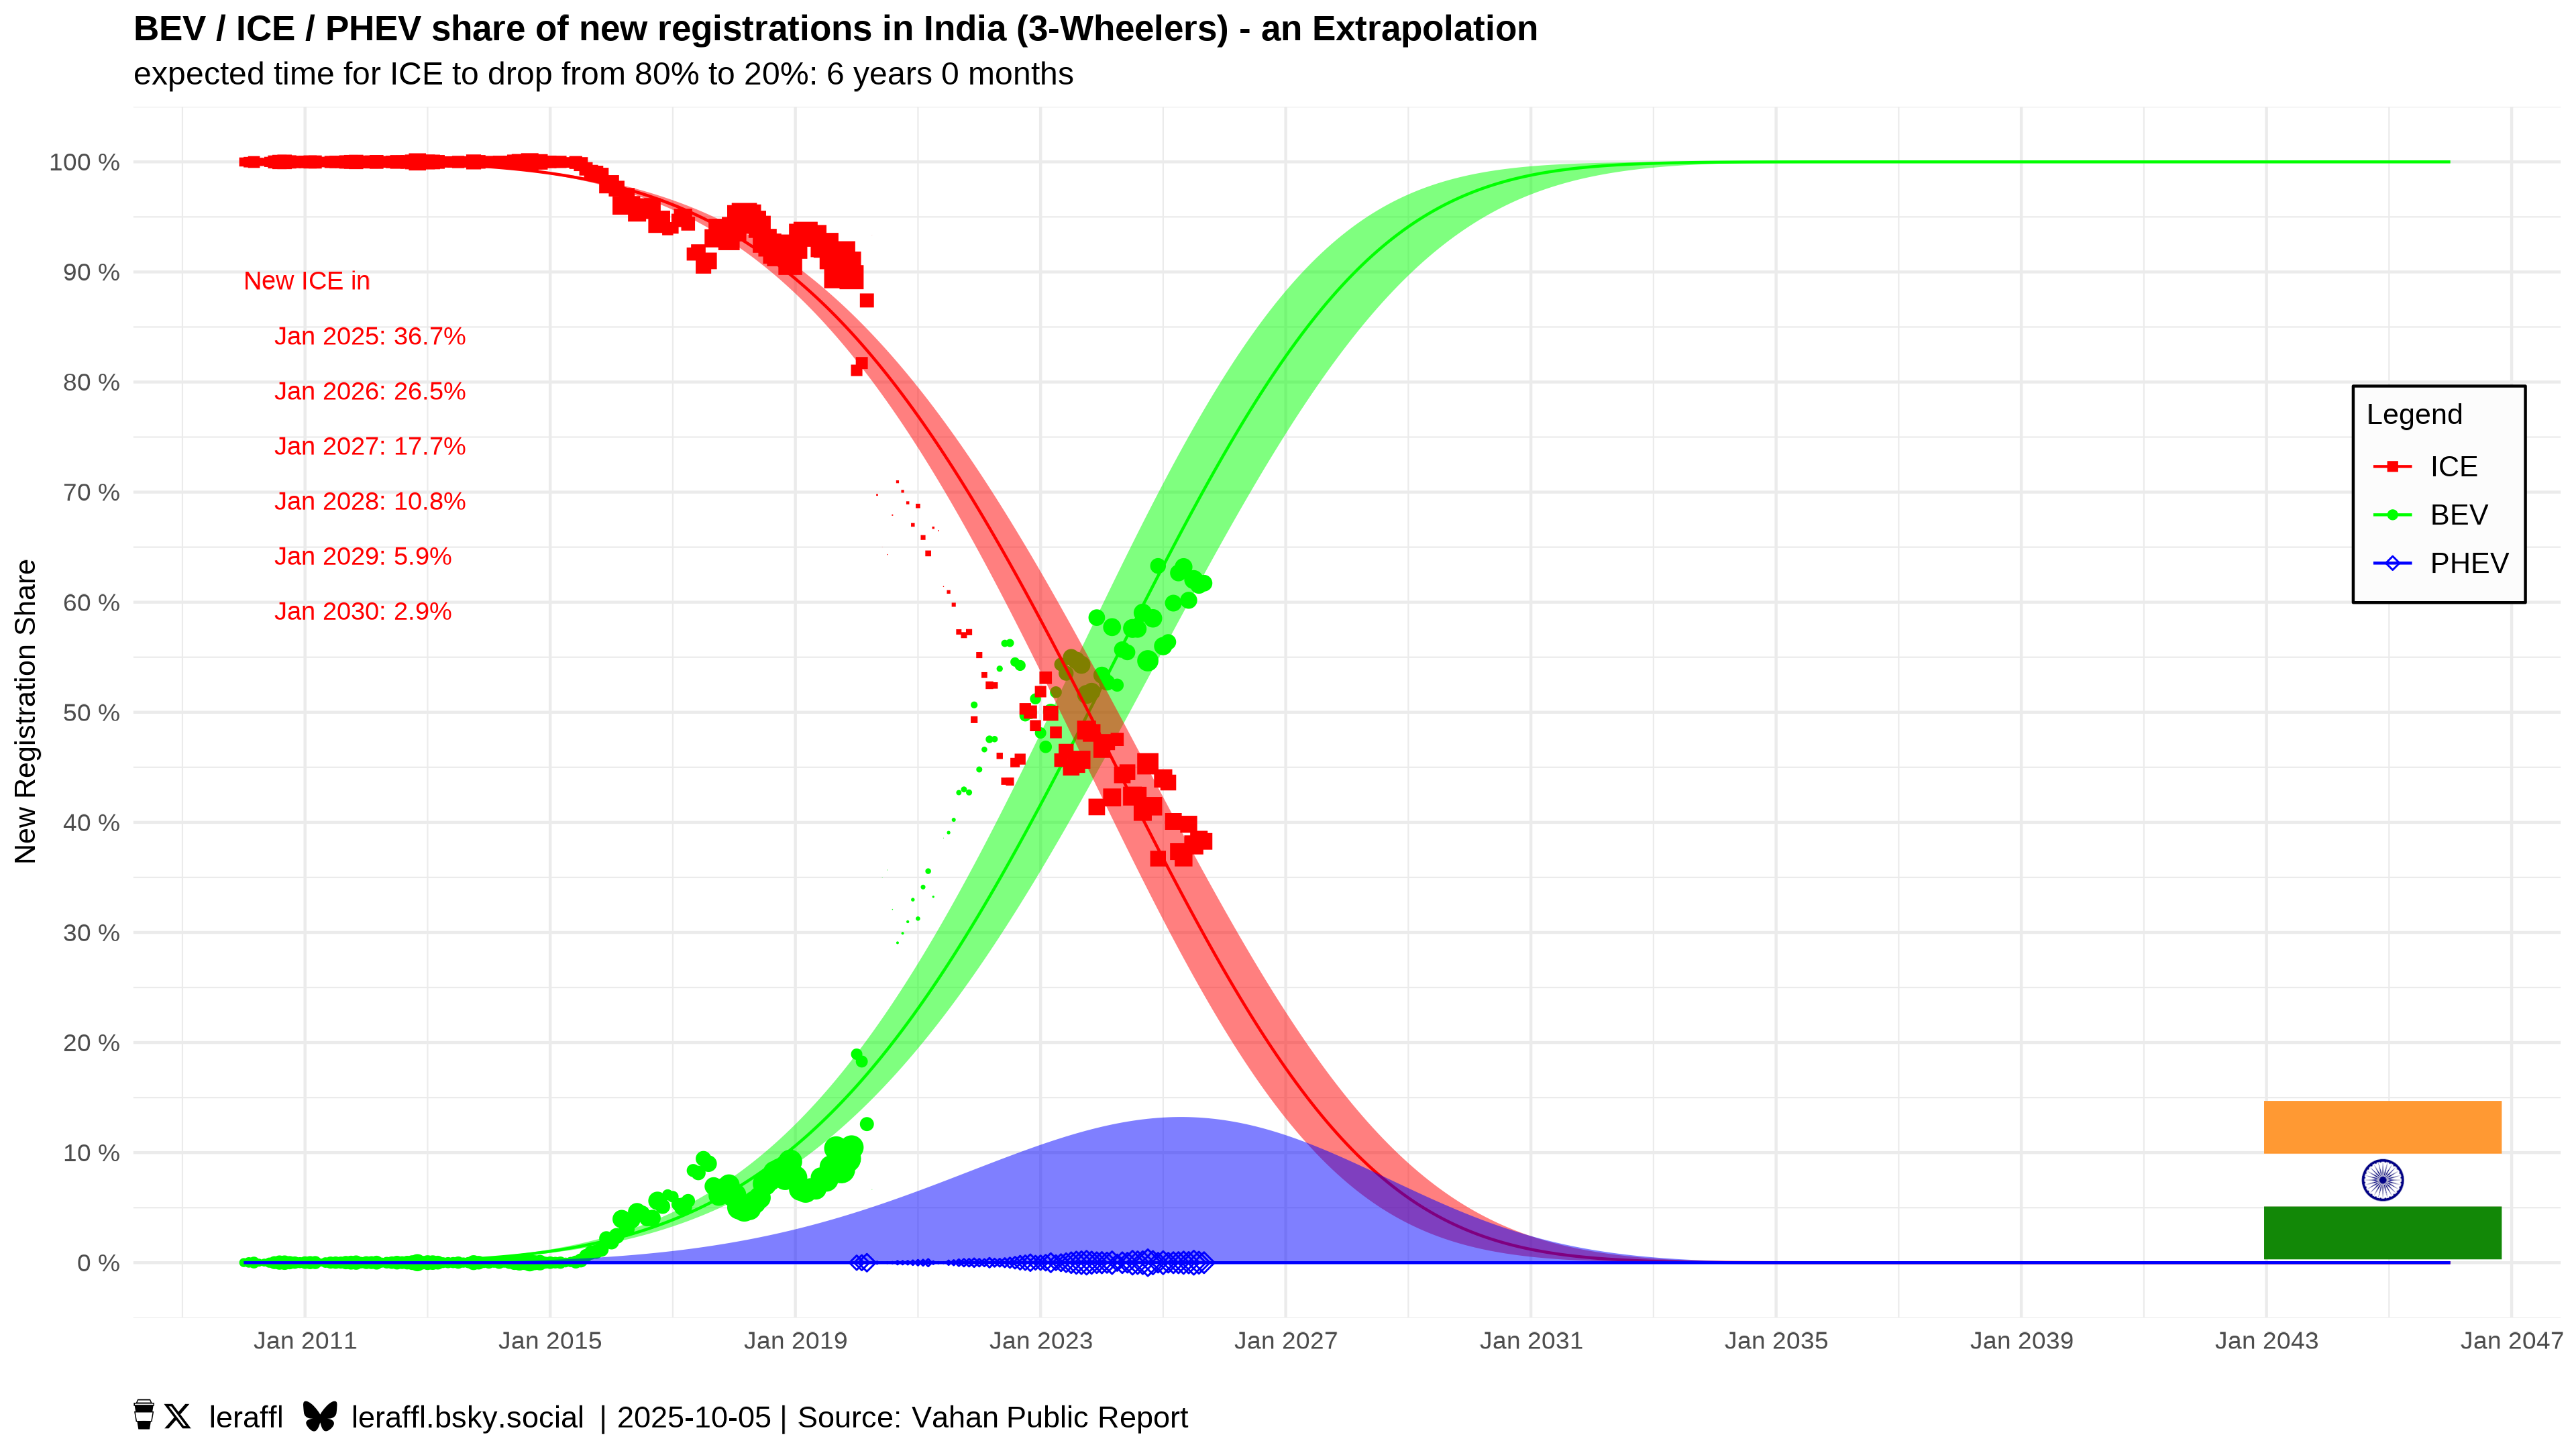 BEV / ICE / PHEV share of new registrations in India (3-Wheelers) - an Extrapolation
expected time for ICE to drop from 80% to 20%: 6 years 0 months
New Registration Share
100 %
90 %
80 %
70 %
60 %
50 %
40 %
30 %
20 %
10 %
0 %
New ICE in
Jan 2025: 36.7%
Jan 2026: 26.5%
Jan 2027: 17.7%
Jan 2028: 10.8%
Jan 2029: 5.9%
Jan 2030: 2.9%
Legend
ICE
BEV
PHEV
Jan 2011 Jan 2015 Jan 2019 Jan 2023 Jan 2027 Jan 2031 Jan 2035 Jan 2039 Jan 2043 Jan 2047
leraffl leraffl.bsky.social | 2025-10-05 | Source: Vahan Public Report